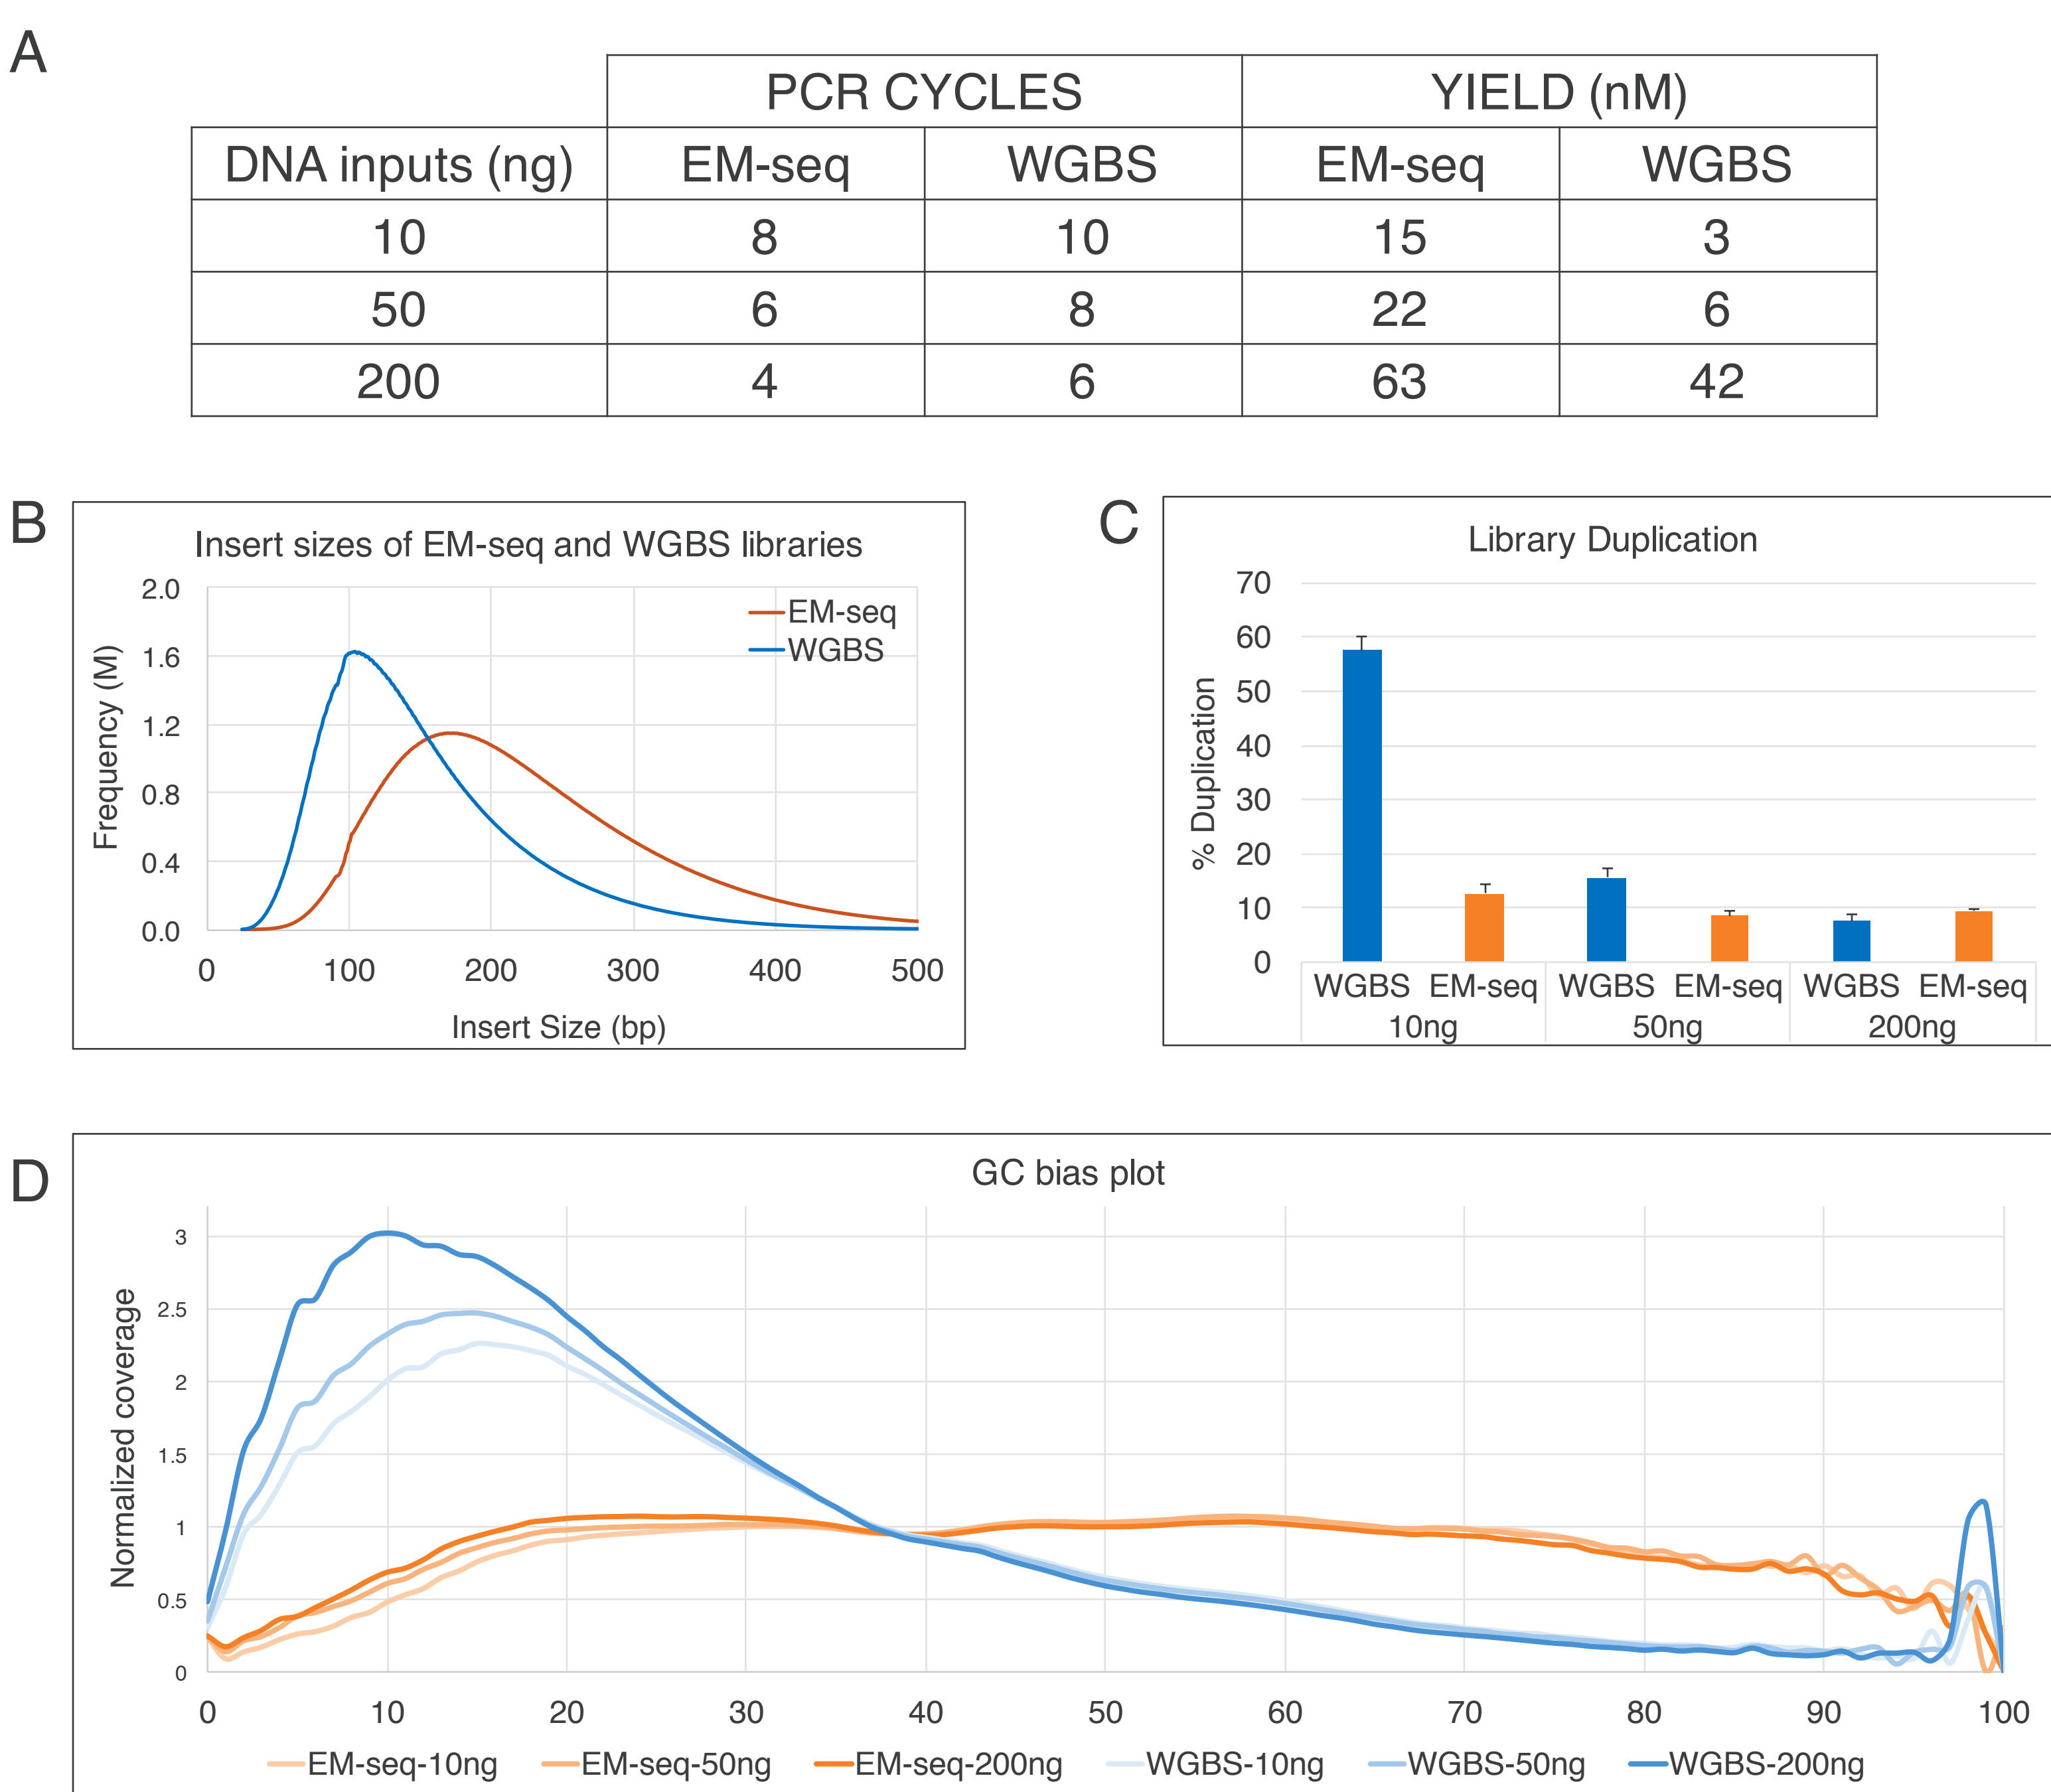 A
PCR CYCLES YIELD (nM)
DNA inputs (ng) EM-seq WGBS EM-seq WGBS
10 8 10 15 3
50 6 8 22 6
200 4 6 63 42
B
Insert sizes of EM-seq and WGBS libraries
Frequency (M)
2.0
1.6
1.2
0.8
0.4
0.0
EM-seq
WGBS
0 100 200 300 400 500
Insert Size (bp)
C
Library Duplication
% Duplication
70
60
50
40
30
20
10
0
WGBS EM-seq WGBS EM-seq WGBS EM-seq
10ng 50ng 200ng
D
GC bias plot
Normalized coverage
3
2.5
2
1.5
1
0.5
0
0 10 20 30 40 50 60 70 80 90 100
EM-seq-10ng EM-seq-50ng EM-seq-200ng WGBS-10ng WGBS-50ng WGBS-200ng